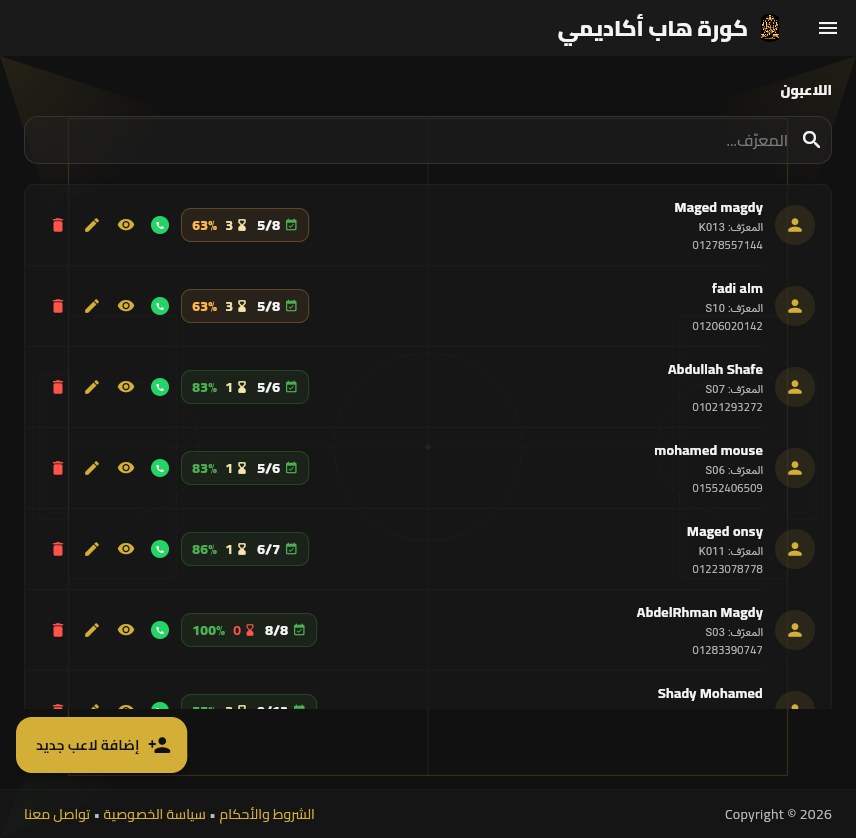 كورة هاب أكاديمي
اللاعبون
المعرّف...
Maged magdy
المعرّف: K013
01278557144
5/8 3 63%
fadi alm
المعرّف: S10
01206020142
5/8 3 63%
Abdullah Shafe
المعرّف: S07
01021293272
5/6 1 83%
mohamed mouse
المعرّف: S06
01552406509
5/6 1 83%
Maged onsy
المعرّف: K011
01223078778
6/7 1 86%
AbdelRhman Magdy
المعرّف: S03
01283390747
8/8 0 100%
Shady Mohamed
إضافة لاعب جديد
Copyright © 2026
الشروط والأحكام • سياسة الخصوصية • تواصل معنا